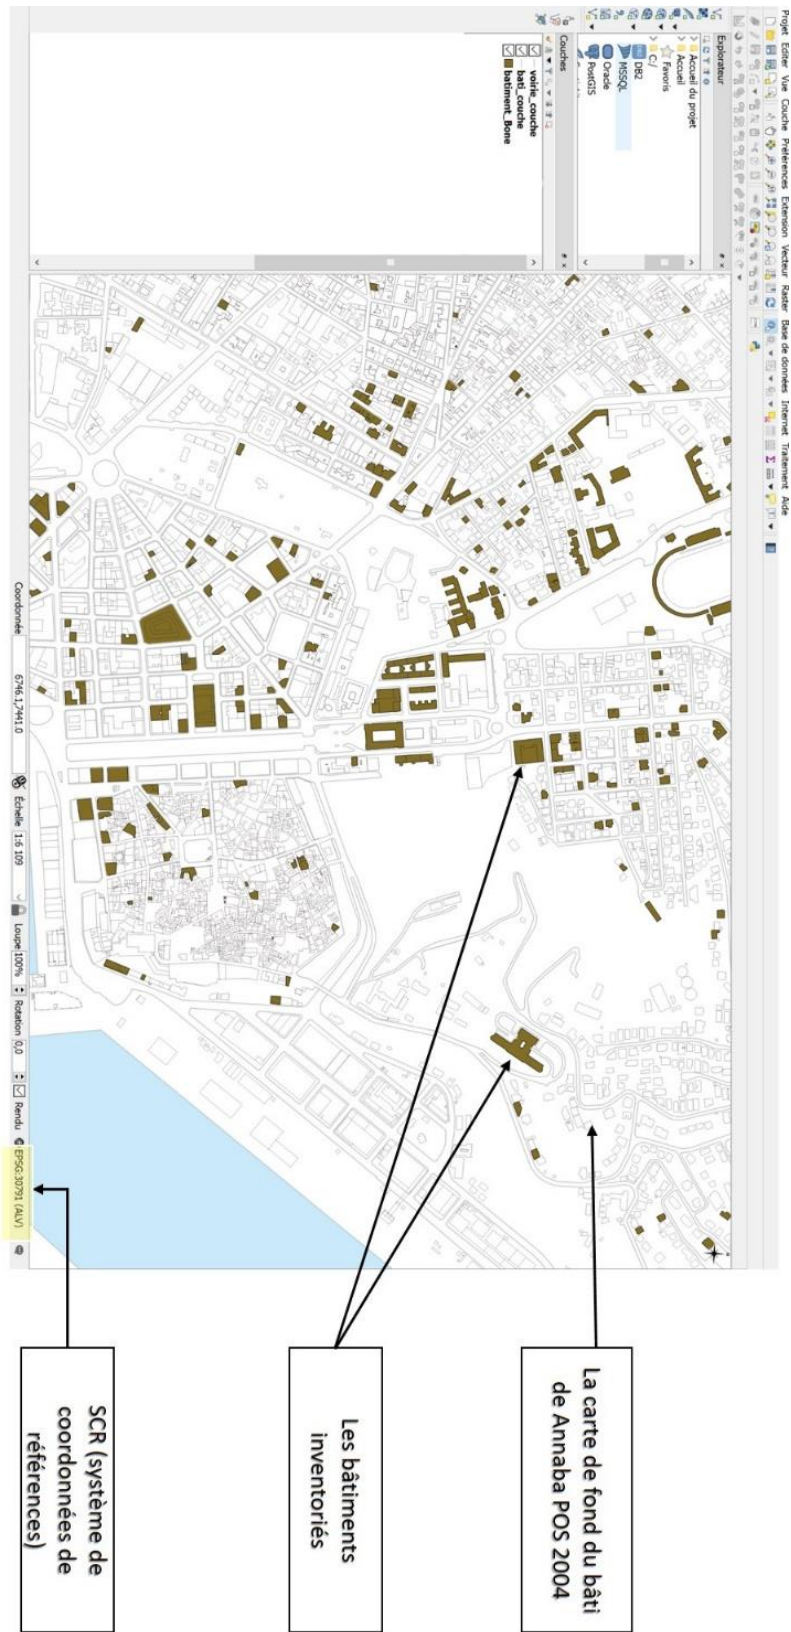 Projet Editer Vue Couche Préférences Extension Vecteur Raster Base de données Internet Traitement Aide
Explorateur
Accueil du projet
Accueil
Favoris
C:/
DB2
MSSQL
Oracle
PostGIS
Couches
voirie_couche
bati_couche
batiment_Bone
Coordonnée 6746.1,7441.0 Échelle 1:6 109 Loupe 100% Rotation 0,0 Rendu EPSG:30791 (ALV)
La carte de fond du bâti
de Annaba POS 2004
Les bâtiments
inventoriés
SCR (système de
coordonnées de
références)